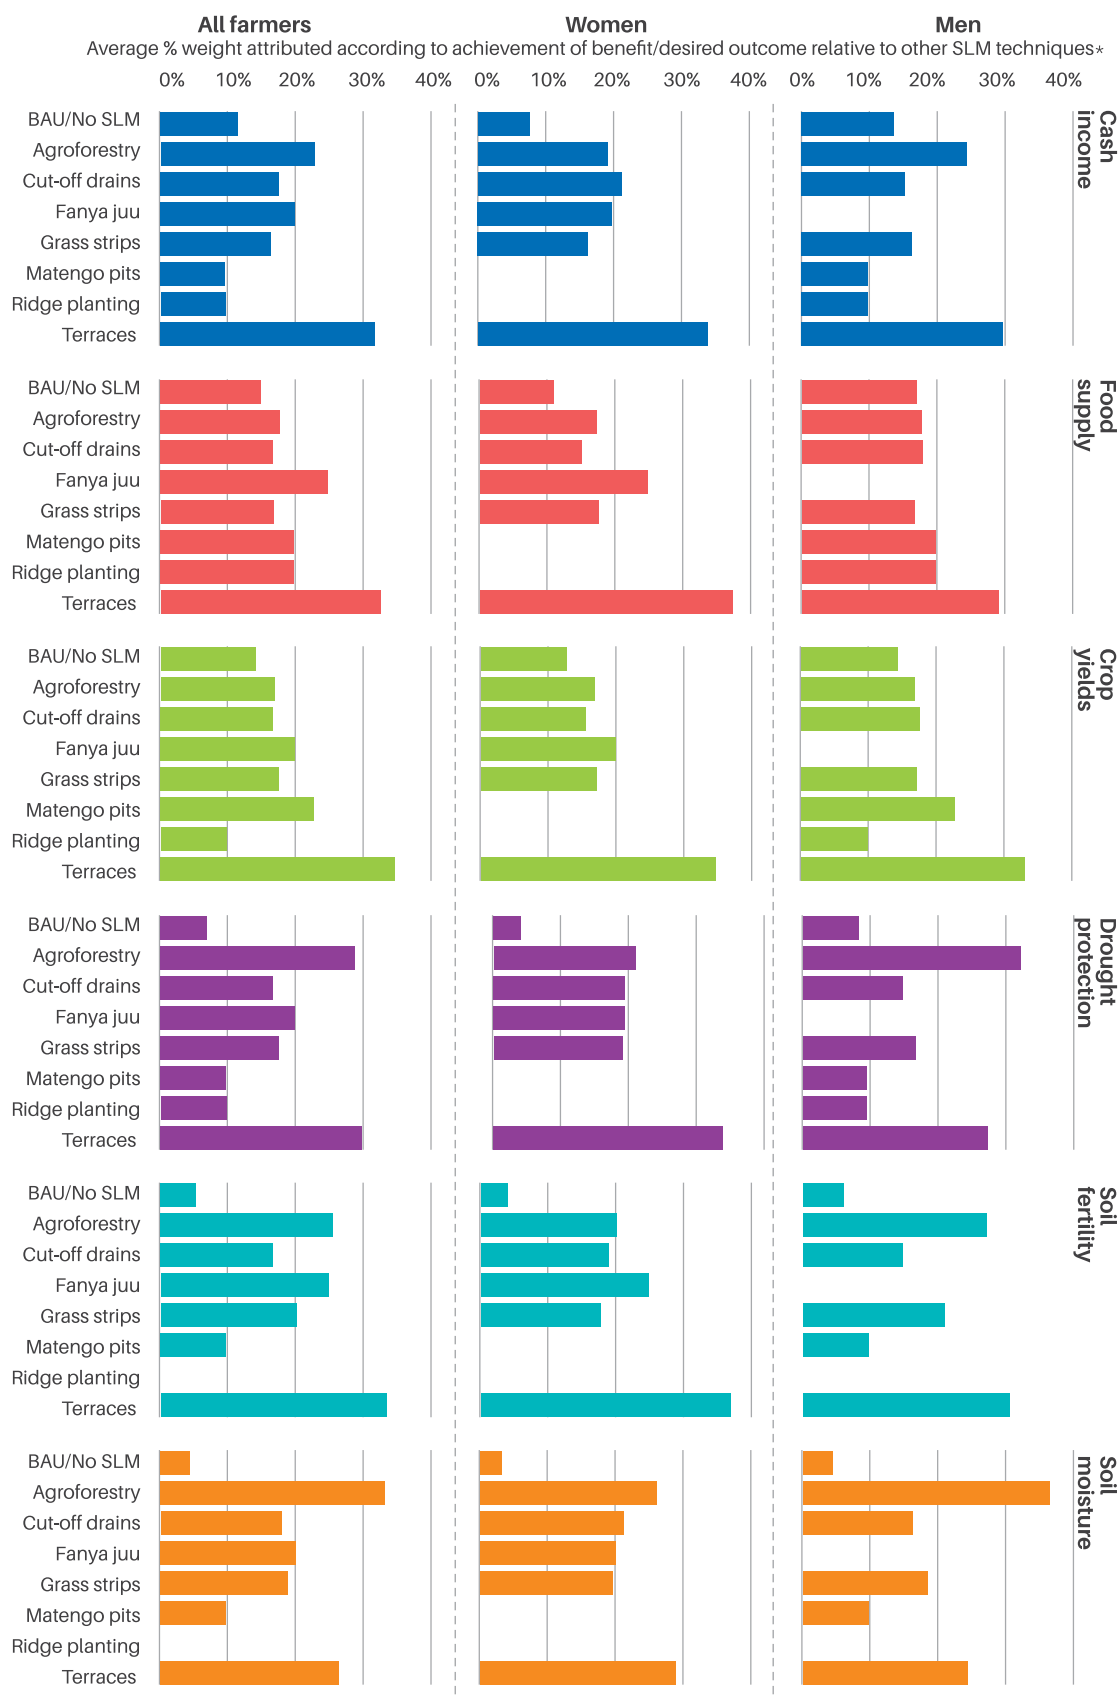 All farmers Women Men
Average % weight attributed according to achievement of benefit/desired outcome relative to other SLM techniques*
0% 10% 20% 30% 40% 0% 10% 20% 30% 40% 0% 10% 20% 30% 40%
Cash
income
BAU/No SLM
Agroforestry
Cut-off drains
Fanya juu
Grass strips
Matengo pits
Ridge planting
Terraces
Food
supply
BAU/No SLM
Agroforestry
Cut-off drains
Fanya juu
Grass strips
Matengo pits
Ridge planting
Terraces
Crop
yields
BAU/No SLM
Agroforestry
Cut-off drains
Fanya juu
Grass strips
Matengo pits
Ridge planting
Terraces
Drought
protection
BAU/No SLM
Agroforestry
Cut-off drains
Fanya juu
Grass strips
Matengo pits
Ridge planting
Terraces
Soil
fertility
BAU/No SLM
Agroforestry
Cut-off drains
Fanya juu
Grass strips
Matengo pits
Ridge planting
Terraces
Soil
moisture
BAU/No SLM
Agroforestry
Cut-off drains
Fanya juu
Grass strips
Matengo pits
Ridge planting
Terraces